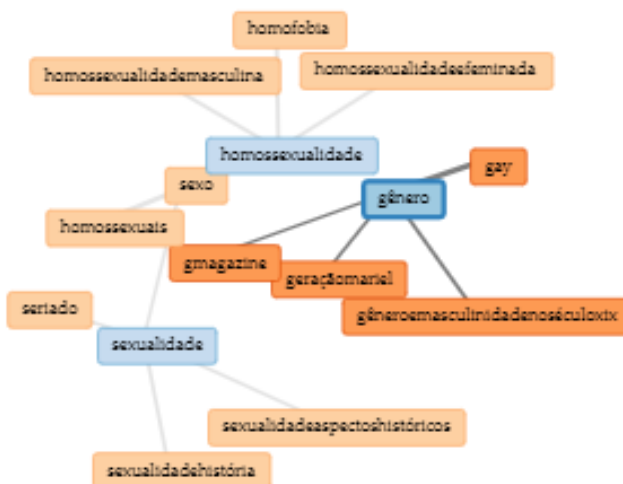 homofobia
homossexualidademasculina
homossexualidadeefeminada
homossexualidade
gay
sexo
gênero
homossexuais
gmagazine
geraçãomariel
seriado
gêneroemasculinidadenoséculoxix
sexualidade
sexualidadeaspectoshistóricos
sexualidadehistória